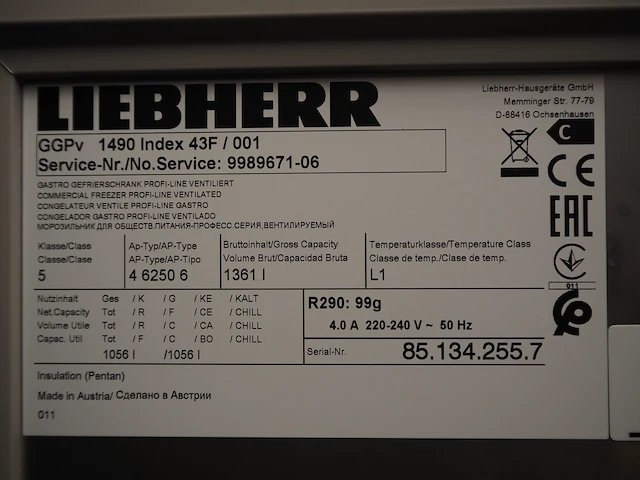 LIEBHERR
Liebherr-Hausgeräte GmbH
Memminger Str. 77-79
D-88416 Ochsenhausen
GGPv 1490 Index 43F / 001
Service-Nr./No.Service: 9989671-06
C
CE
EAC
011
GASTRO GEFRIERSCHRANK PROFI-LINE VENTILIERT
COMMERCIAL FREEZER PROFI-LINE VENTILATED
CONGELATEUR VENTILE PROFI-LINE GASTRO
CONGELADOR GASTRO PROFI-LINE VENTILADO
МОРОЗИЛЬНИК ДЛЯ ОБЩЕСТВ.ПИТАНИЯ-ПРОФЕСС.СЕРИЯ,ВЕНТИЛИРУЕМЫЙ
Klasse/Class
Classe/Clase
5
Ap-Typ/AP-Type
AP-Type/AP-Tipo
4 6250 6
Bruttoinhalt/Gross Capacity
Volume Brut/Capacidad Bruta
1361 l
Temperaturklasse/Temperature Class
Classe de temp./Clase de temp.
L1
Nutzinhalt Ges / K / G / KE / KALT
Net.Capacity Tot / R / F / CE / CHILL
Volume Utile Tot / R / C / CA / CHILL
Capac. Util Tot / F / C / BO / CHILL
1056 l /1056 l
R290: 99g
4.0 A 220-240 V ~ 50 Hz
Serial-Nr. 85.134.255.7
Insulation (Pentan)
Made in Austria/ Сделано в Австрии
011